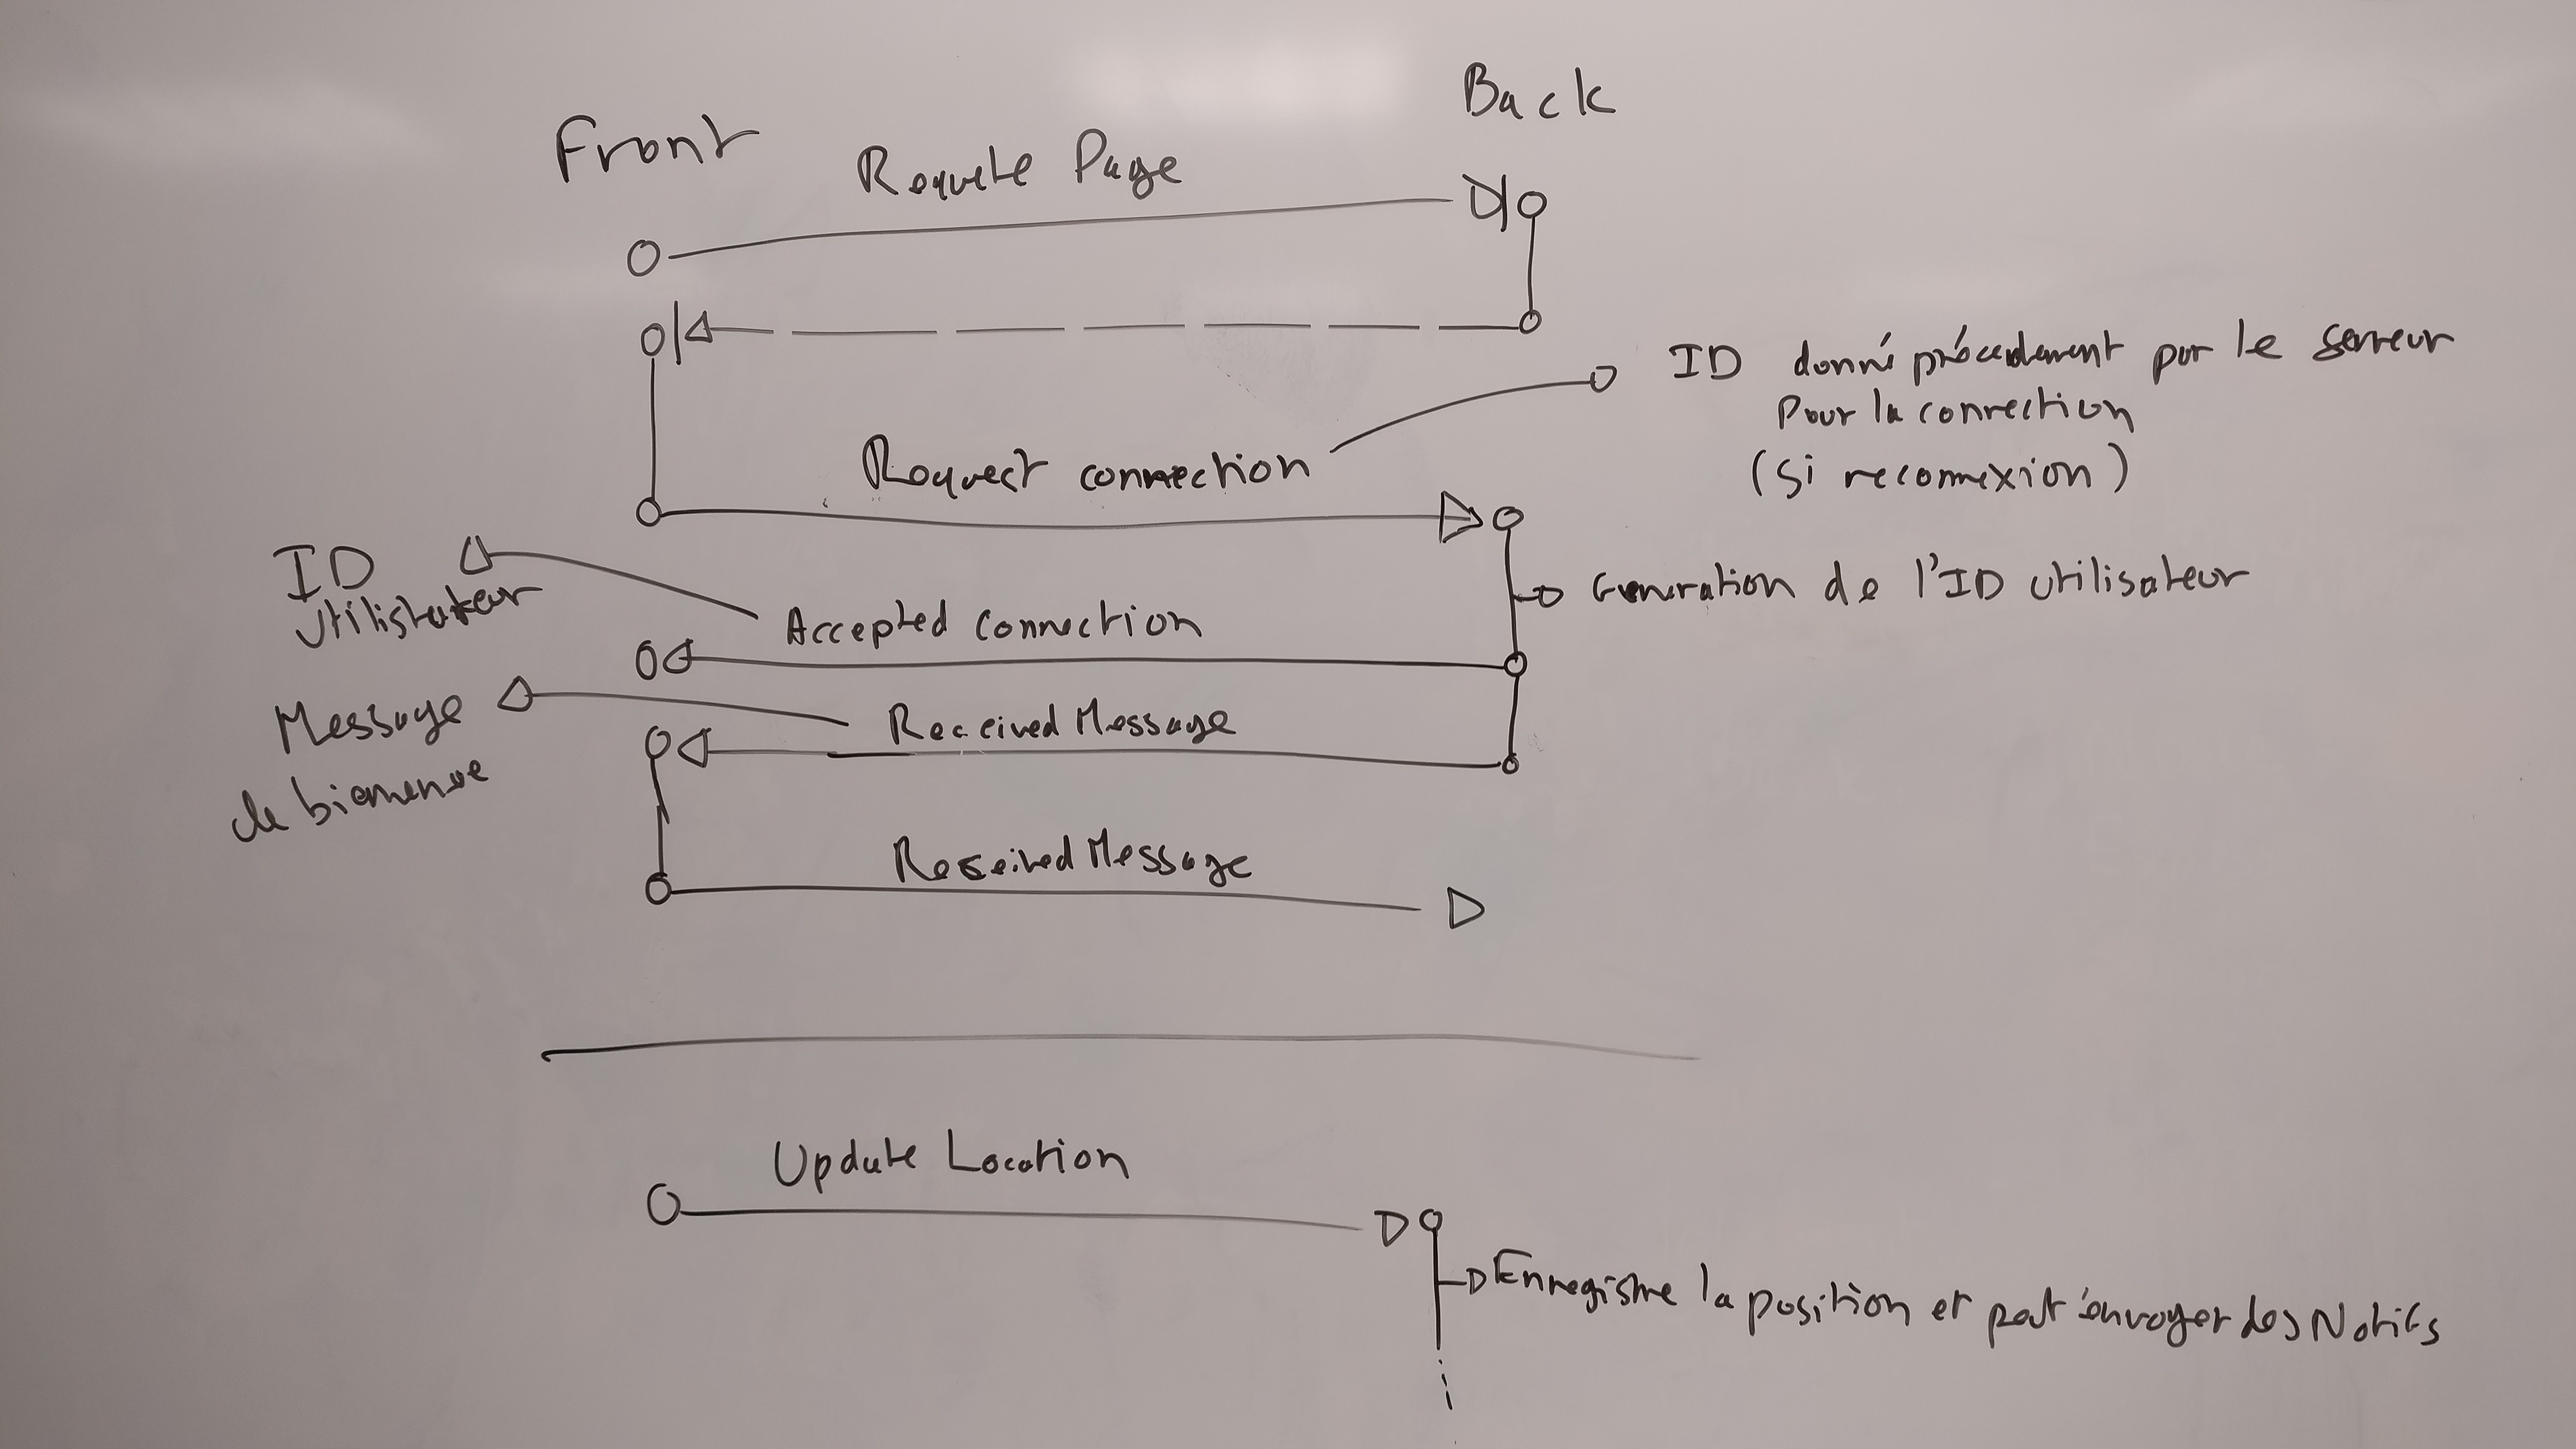 Front
Back
Requete Page
ID donné précedement par le serveur
Pour la connection
(si reconnexion)
Request connection
ID
utilistateur
Generation de l'ID utilisateur
Accepted connection
Message
de bienvenue
Received Message
Received Message
Update Location
Enregistre la position et peut envoyer des Notifs